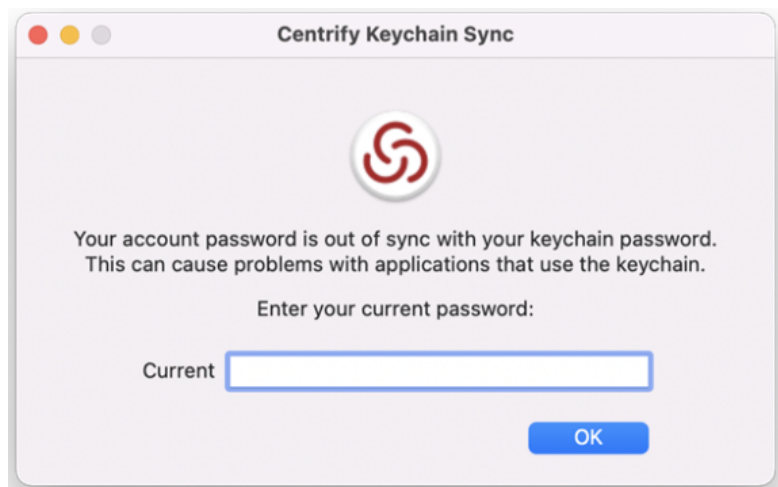 Centrify Keychain Sync
Your account password is out of sync with your keychain password.
This can cause problems with applications that use the keychain.
Enter your current password:
Current
OK